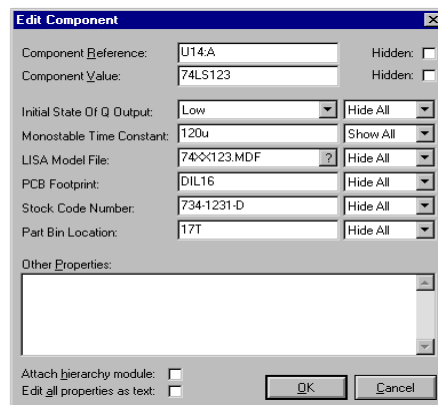 Edit Component
Component Reference: U14:A Hidden:
Component Value: 74LS123 Hidden:
Initial State Of Q Output: Low Hide All
Monostable Time Constant: 120u Show All
LISA Model File: 74XX123.MDF ? Hide All
PCB Footprint: DIL16 Hide All
Stock Code Number: 734-1231-D Hide All
Part Bin Location: 17T Hide All
Other Properties:
Attach hierarchy module:
Edit all properties as text:
OK Cancel